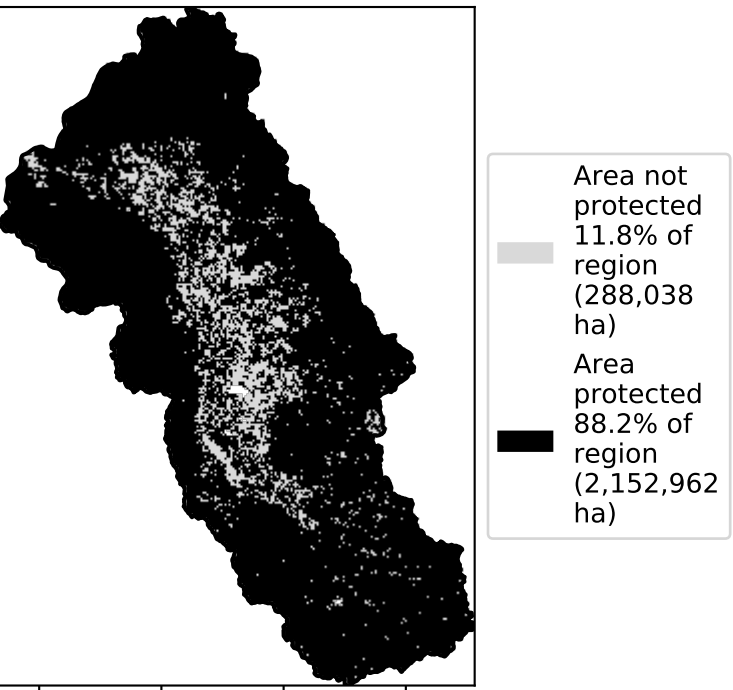 Area not
protected
11.8% of
region
(288,038
ha)
Area
protected
88.2% of
region
(2,152,962
ha)